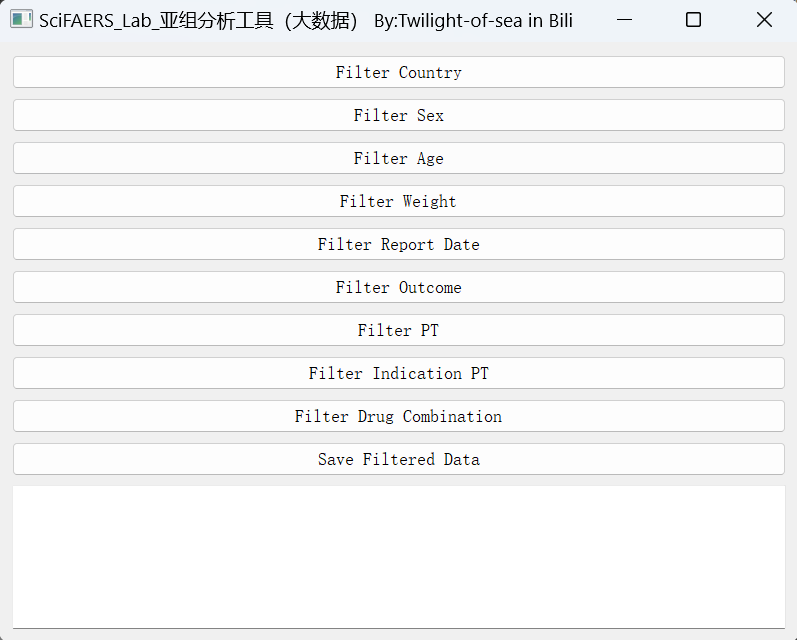 SciFAERS_Lab_亚组分析工具（大数据） By:Twilight-of-sea in Bili
Filter Country
Filter Sex
Filter Age
Filter Weight
Filter Report Date
Filter Outcome
Filter PT
Filter Indication PT
Filter Drug Combination
Save Filtered Data